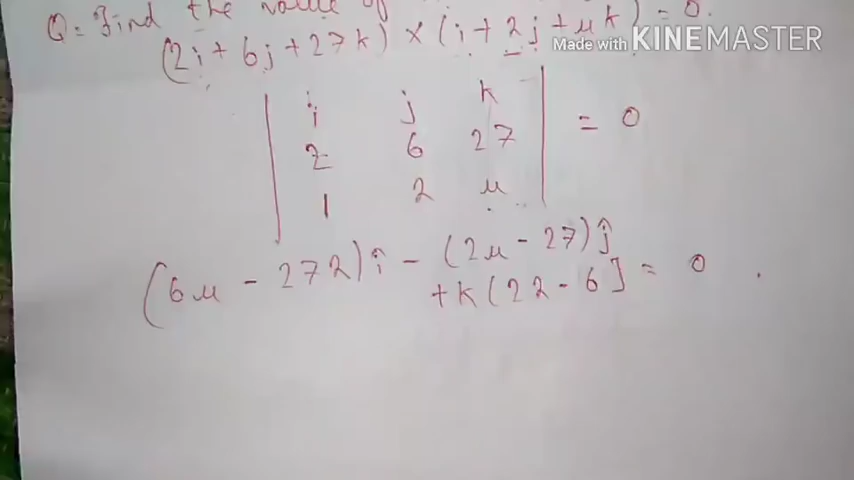 Q = Find the value of
(2i + 6j + 27k) × (i + λj + μk) = 0.
Made with KINEMASTER
i j k
2 6 27 = 0
1 λ μ
(6μ - 27λ)î - (2μ - 27)ĵ
+ k(2λ - 6] = 0 .